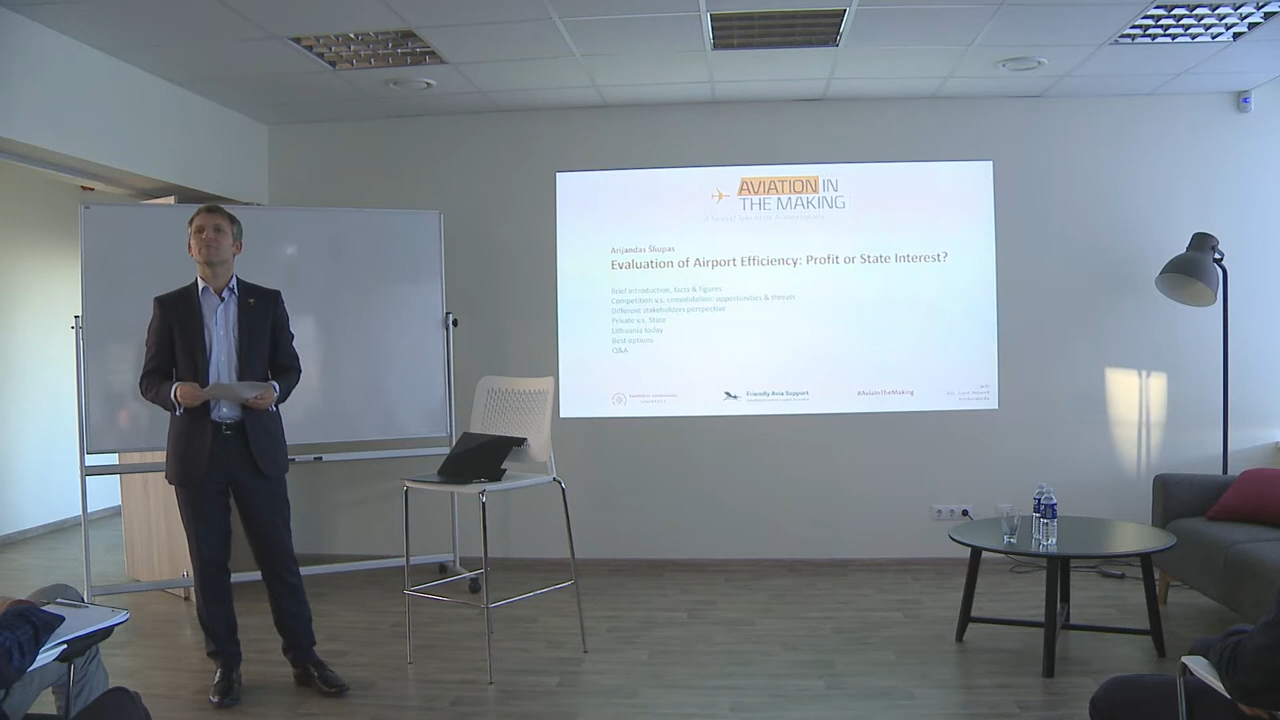 AVIATION IN
THE MAKING
Arijandas Šliupas
Evaluation of Airport Efficiency: Profit or State Interest?
Brief introduction, facts & figures
Competition v.s. consolidation: opportunities & threats
Different stakeholders perspective
Private v.s. State
Lithuania today
Best options
Q&A
Friendly Avia Support
#AviaInTheMaking